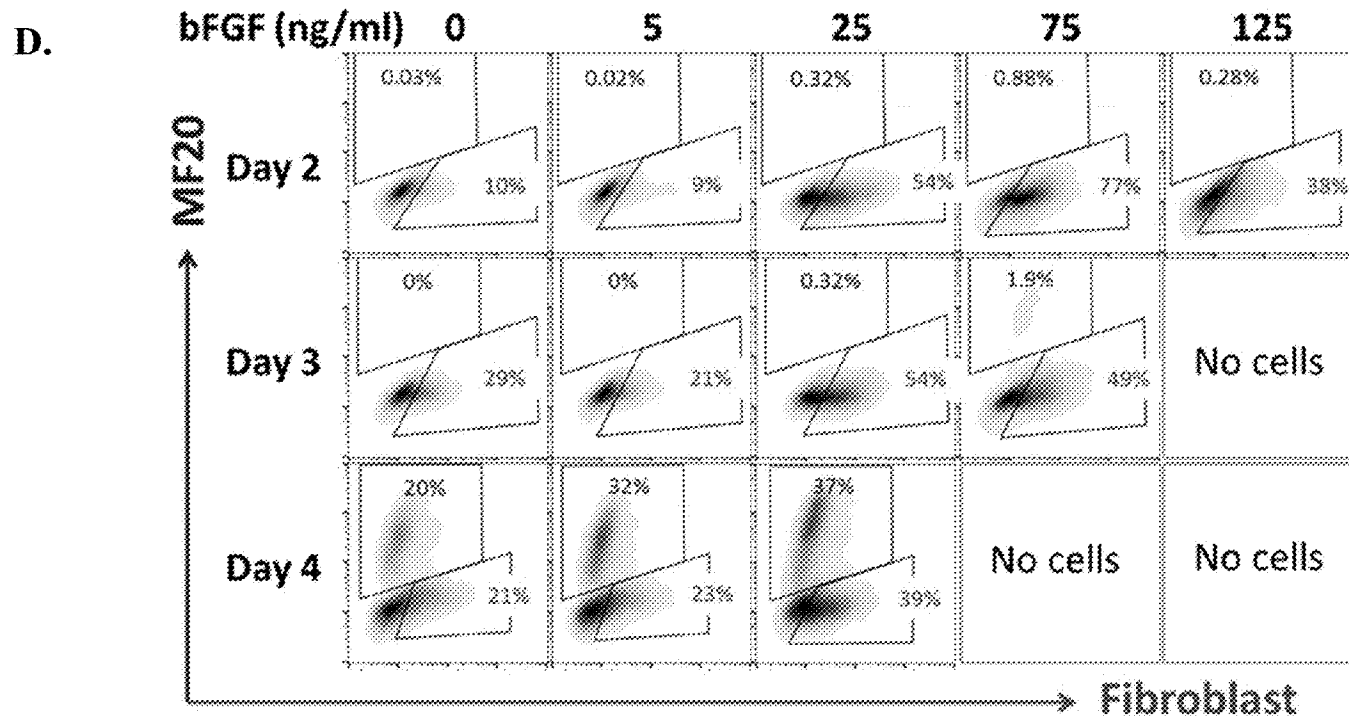 D.
bFGF (ng/ml) 0 5 25 75 125
MF20
Day 2
0.03% 0.02% 0.32% 0.88% 0.28%
10% 9% 54% 77% 38%
Day 3
0% 0% 0.32% 1.9%
29% 21% 54% 49% No cells
Day 4
20% 32% 37%
21% 23% 39% No cells No cells
Fibroblast